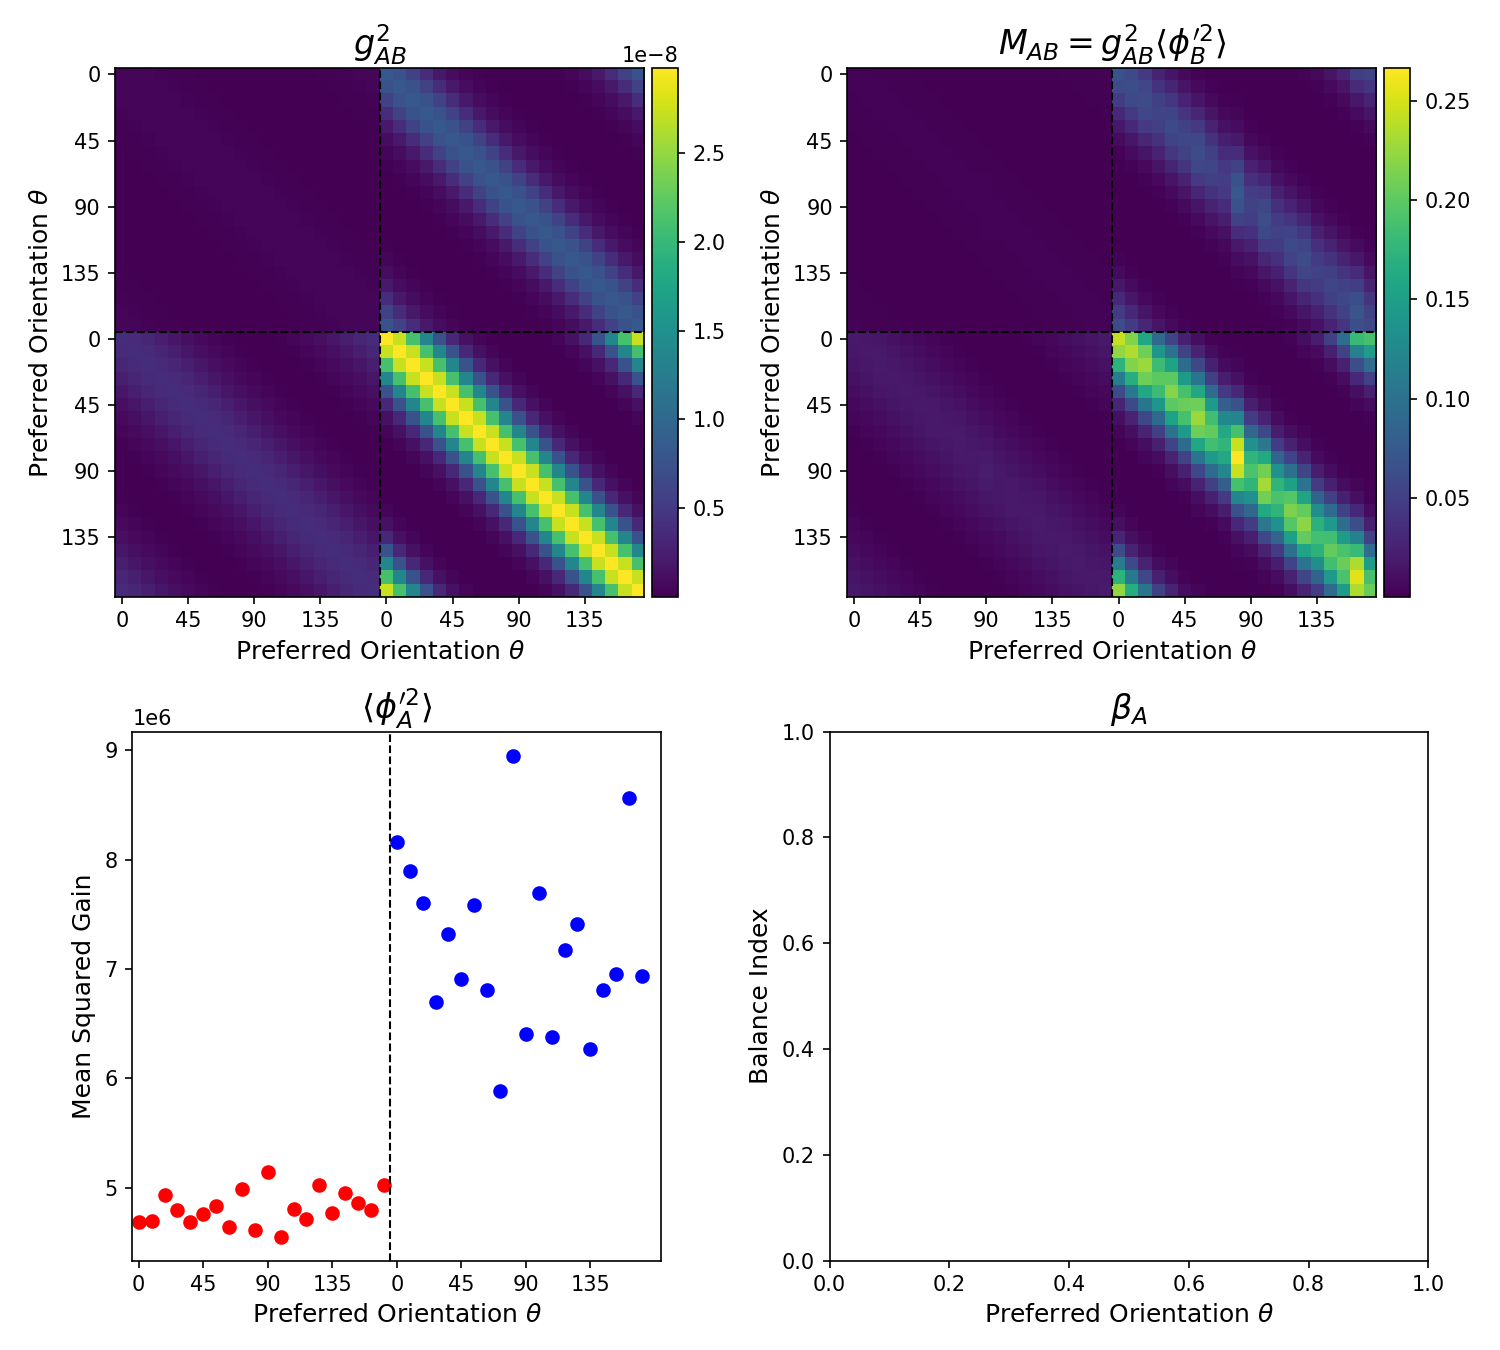 g²_AB
1e−8
0
45
90
135
0
45
90
135
Preferred Orientation θ
0 45 90 135 0 45 90 135
Preferred Orientation θ
2.5
2.0
1.5
1.0
0.5
M_AB = g²_AB⟨ϕ′²_B⟩
0
45
90
135
0
45
90
135
Preferred Orientation θ
0 45 90 135 0 45 90 135
Preferred Orientation θ
0.25
0.20
0.15
0.10
0.05
⟨ϕ′²_A⟩
1e6
9
8
7
6
5
Mean Squared Gain
0 45 90 135 0 45 90 135
Preferred Orientation θ
β_A
1.0
0.8
0.6
0.4
0.2
0.0
Balance Index
0.0 0.2 0.4 0.6 0.8 1.0
Preferred Orientation θ